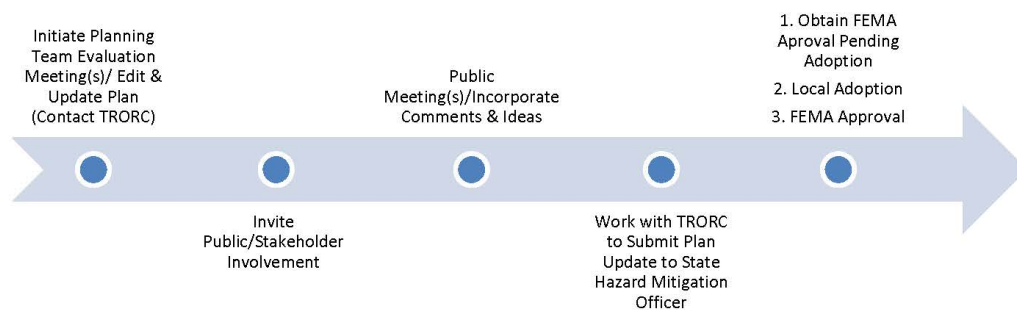 Initiate Planning
Team Evaluation
Meeting(s)/ Edit &
Update Plan
(Contact TRORC)
Invite
Public/Stakeholder
Involvement
Public
Meeting(s)/Incorporate
Comments & Ideas
Work with TRORC
to Submit Plan
Update to State
Hazard Mitigation
Officer
1. Obtain FEMA
Aproval Pending
Adoption
2. Local Adoption
3. FEMA Approval